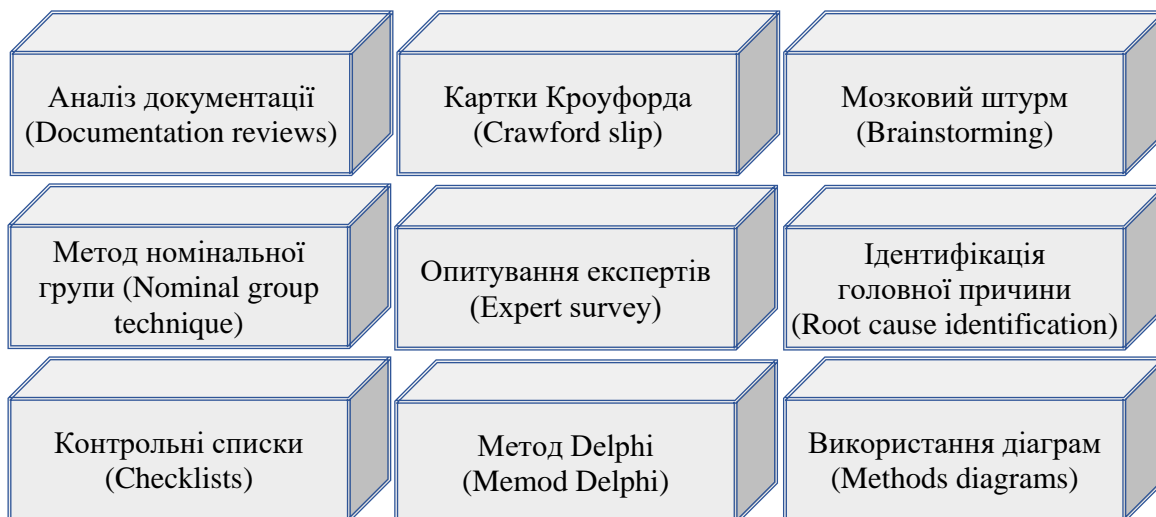 Аналіз документації
(Documentation reviews)
Картки Кроуфорда
(Crawford slip)
Мозковий штурм
(Brainstorming)
Метод номінальної
групи (Nominal group
technique)
Опитування експертів
(Expert survey)
Ідентифікація
головної причини
(Root cause identification)
Контрольні списки
(Checklists)
Метод Delphi
(Memod Delphi)
Використання діаграм
(Methods diagrams)